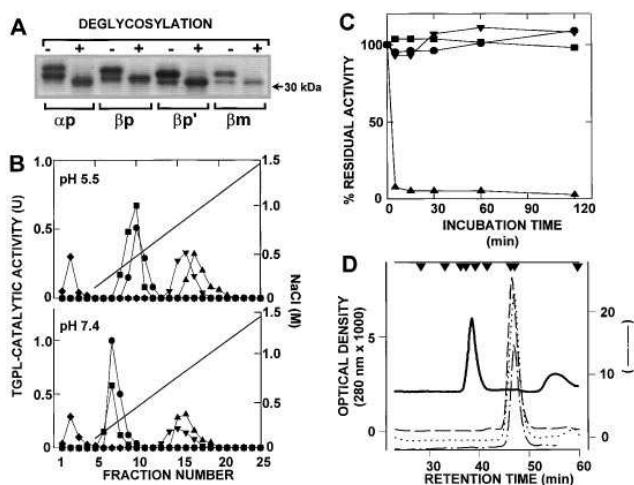 A
DEGLYCOSYLATION
- + - + - + - +
30 kDa
αp βp βp' βm
B
TGPL-CATALYTIC ACTIVITY (U)
1.0
0.5
0
pH 5.5
1.5
1.0
0.5
0
NaCl (M)
1.0
0.5
0
pH 7.4
1.5
1.0
0.5
0
1 5 10 15 20 25
FRACTION NUMBER
C
% RESIDUAL ACTIVITY
100
50
0
0 30 60 90 120
INCUBATION TIME
(min)
D
OPTICAL DENSITY
(280 nm x 1000)
5
0
20
10
0
(——)
30 40 50 60
RETENTION TIME (min)